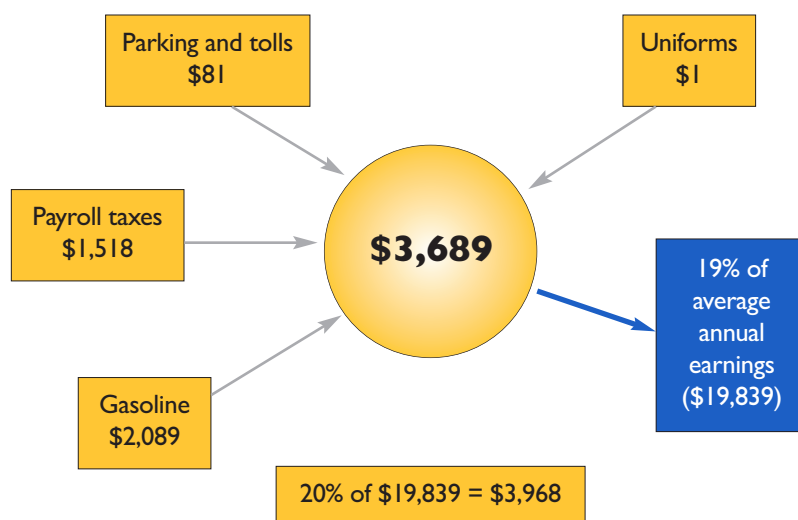 Parking and tolls
$81
Uniforms
$1
Payroll taxes
$1,518
$3,689
19% of
average
annual
earnings
($19,839)
Gasoline
$2,089
20% of $19,839 = $3,968